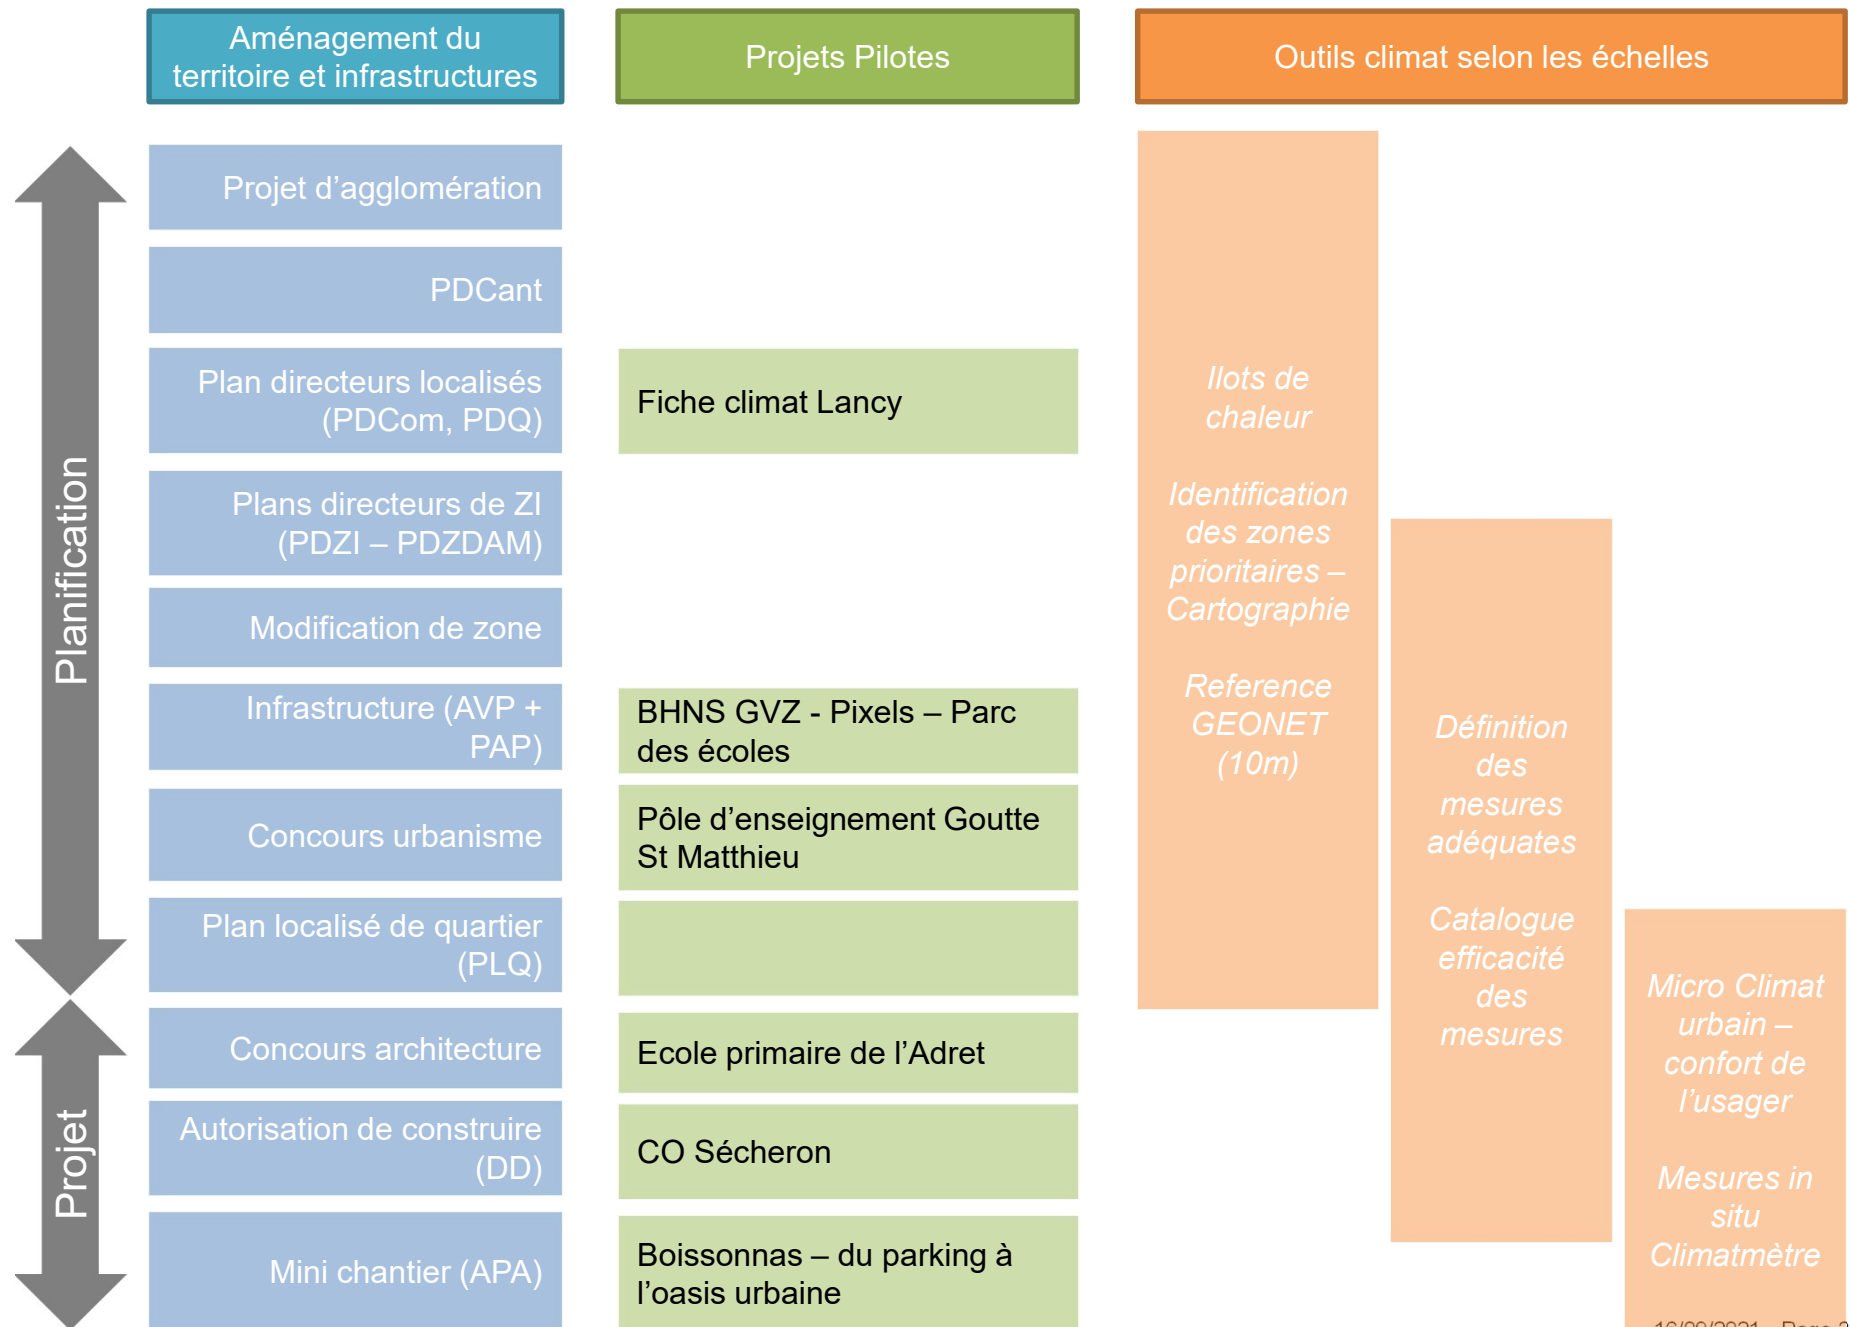 Aménagement du
territoire et infrastructures
Projets Pilotes
Outils climat selon les échelles
Planification
Projet
Projet d’agglomération
PDCant
Plan directeurs localisés
(PDCom, PDQ)
Plans directeurs de ZI
(PDZI – PDZDAM)
Modification de zone
Infrastructure (AVP +
PAP)
Concours urbanisme
Plan localisé de quartier
(PLQ)
Concours architecture
Autorisation de construire
(DD)
Mini chantier (APA)
Fiche climat Lancy
BHNS GVZ - Pixels – Parc
des écoles
Pôle d’enseignement Goutte
St Matthieu
Ecole primaire de l’Adret
CO Sécheron
Boissonnas – du parking à
l’oasis urbaine
Ilots de
chaleur
Identification
des zones
prioritaires –
Cartographie
Reference
GEONET
(10m)
Définition
des
mesures
adéquates
Catalogue
efficacité
des
mesures
Micro Climat
urbain –
confort de
l’usager
Mesures in
situ
Climatmètre